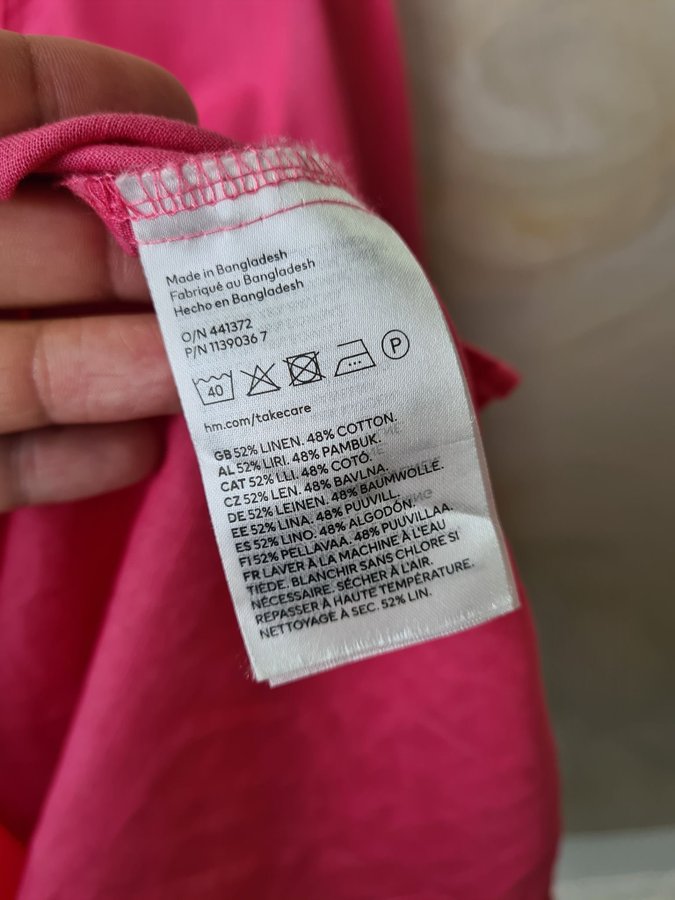 Made in Bangladesh
Fabriqué au Bangladesh
Hecho en Bangladesh
O/N 441372
P/N 1139036 7
40 P
hm.com/takecare
GB 52% LINEN. 48% COTTON.
AL 52% LIRI. 48% PAMBUK.
CAT 52% LLI. 48% COTÓ.
CZ 52% LEN. 48% BAVLNA.
DE 52% LEINEN. 48% BAUMWOLLE.
EE 52% LINA. 48% PUUVILL.
ES 52% LINO. 48% ALGODÓN.
FI 52% PELLAVAA. 48% PUUVILLAA.
FR LAVER À LA MACHINE À L'EAU
TIÈDE. BLANCHIR SANS CHLORE SI
NÉCESSAIRE. SÉCHER À L'AIR.
REPASSER À HAUTE TEMPÉRATURE.
NETTOYAGE À SEC. 52% LIN.